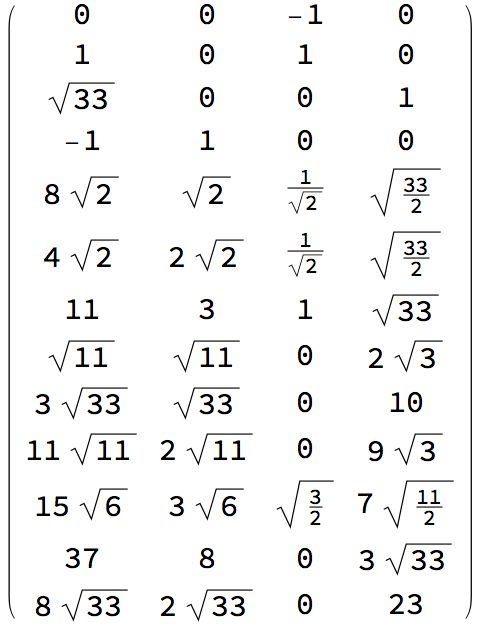 0 0 -1 0
1 0 1 0
√33 0 0 1
-1 1 0 0
8 √2 √2 1/√2 √(33/2)
4 √2 2 √2 1/√2 √(33/2)
11 3 1 √33
√11 √11 0 2 √3
3 √33 √33 0 10
11 √11 2 √11 0 9 √3
15 √6 3 √6 √(3/2) 7 √(11/2)
37 8 0 3 √33
8 √33 2 √33 0 23